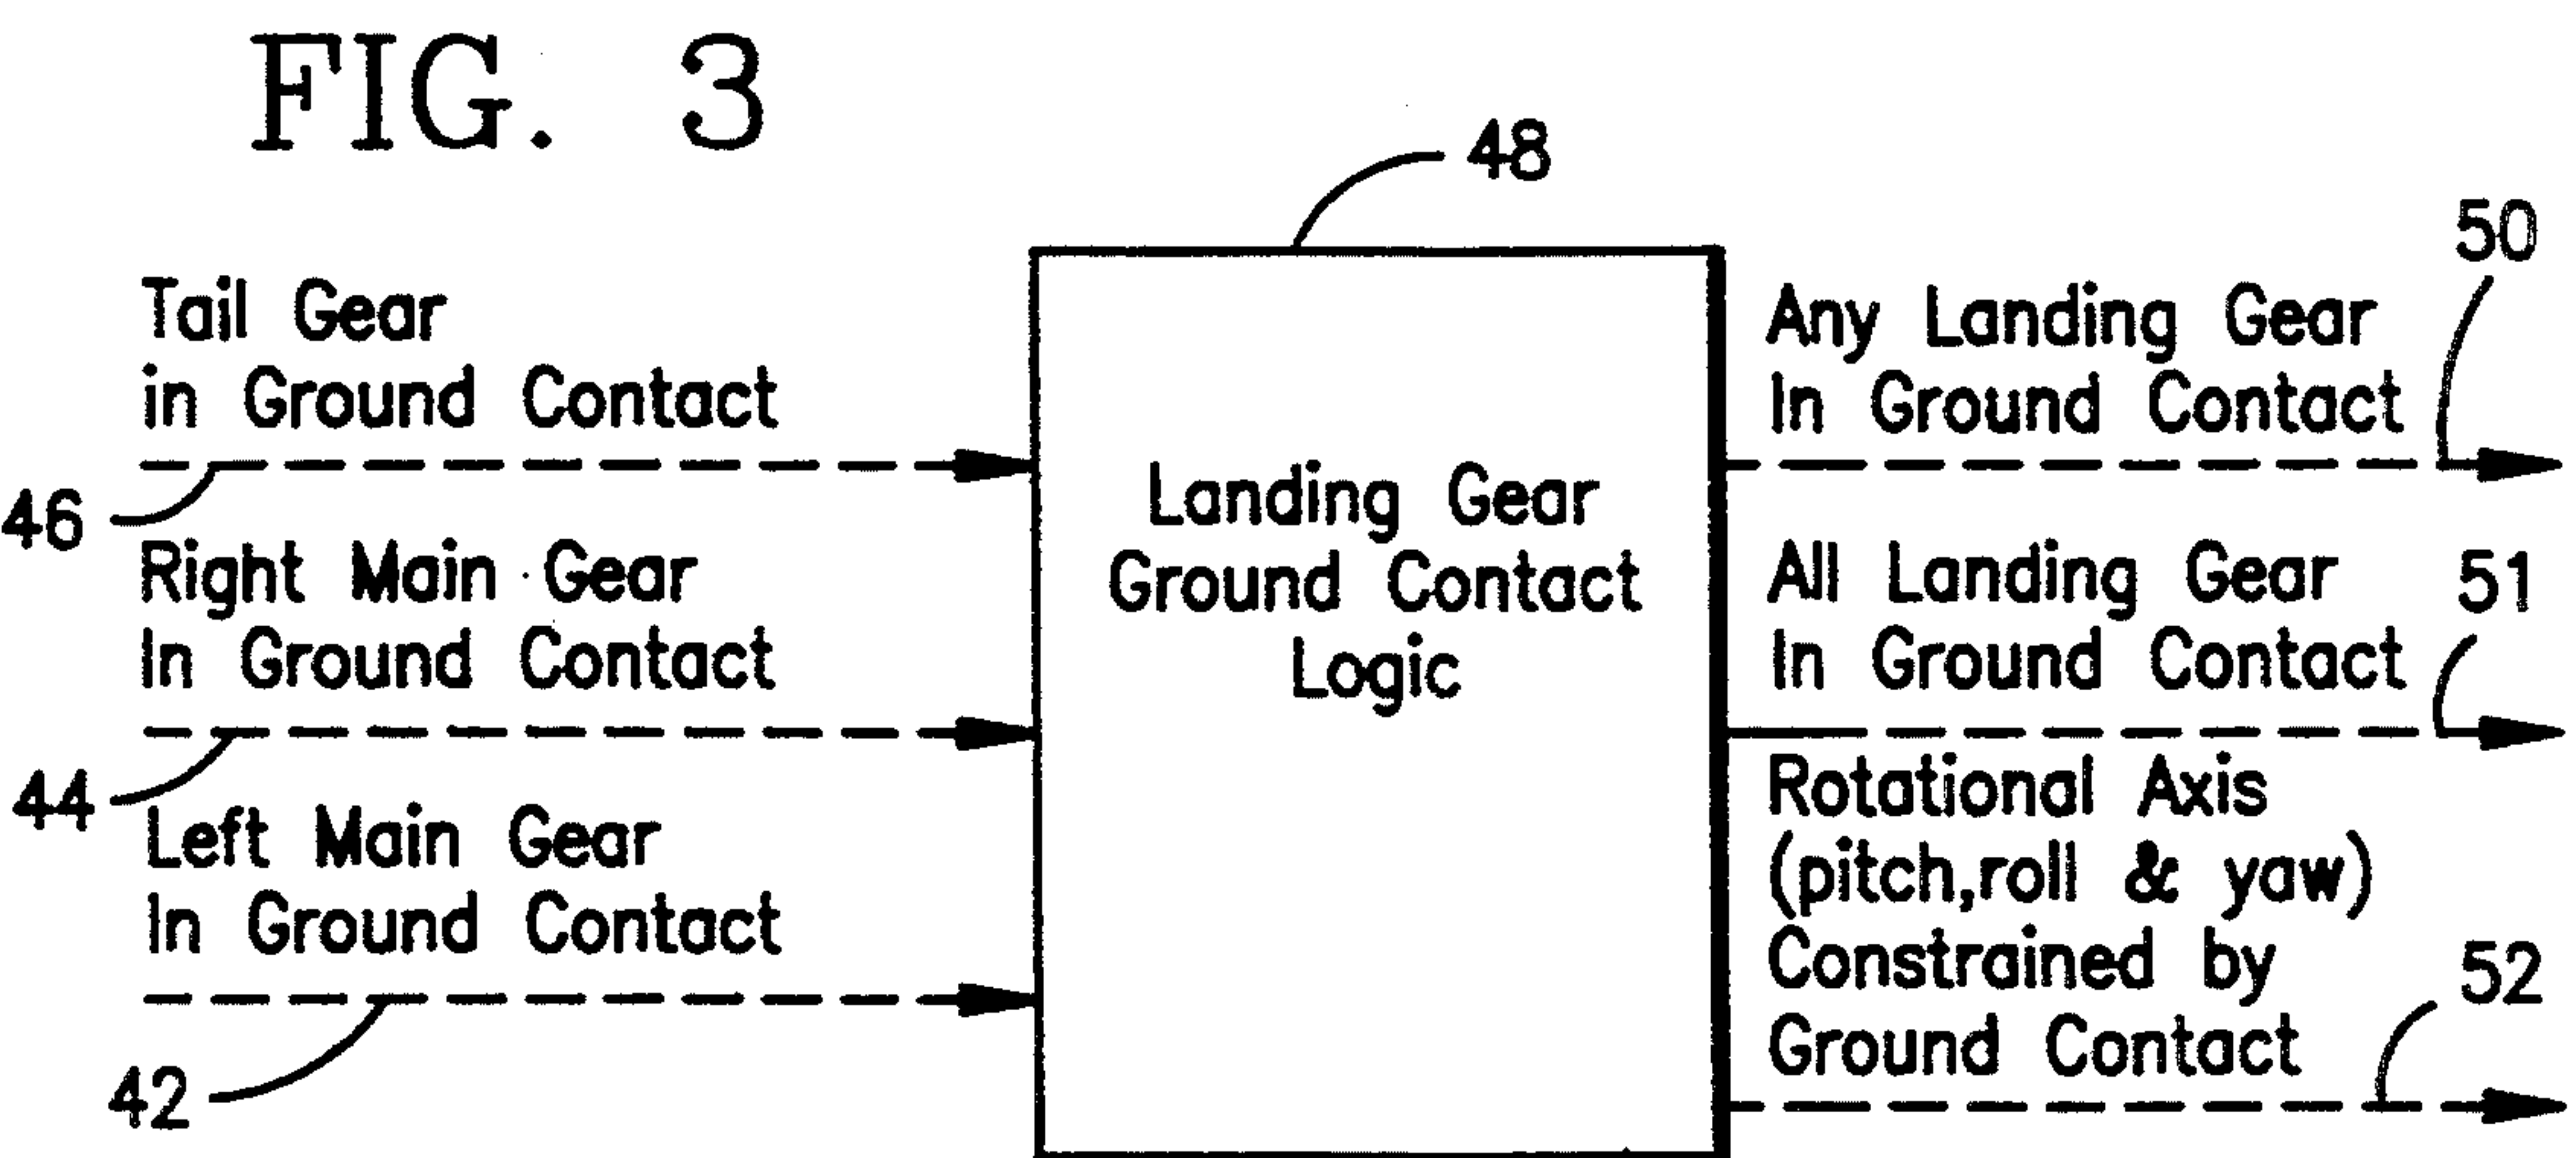 FIG. 3
48
50
Tail Gear
in Ground Contact
46
Right Main Gear
In Ground Contact
44
Left Main Gear
In Ground Contact
42
Landing Gear
Ground Contact
Logic
Any Landing Gear
In Ground Contact
All Landing Gear
In Ground Contact
51
Rotational Axis
(pitch,roll & yaw)
Constrained by
Ground Contact
52